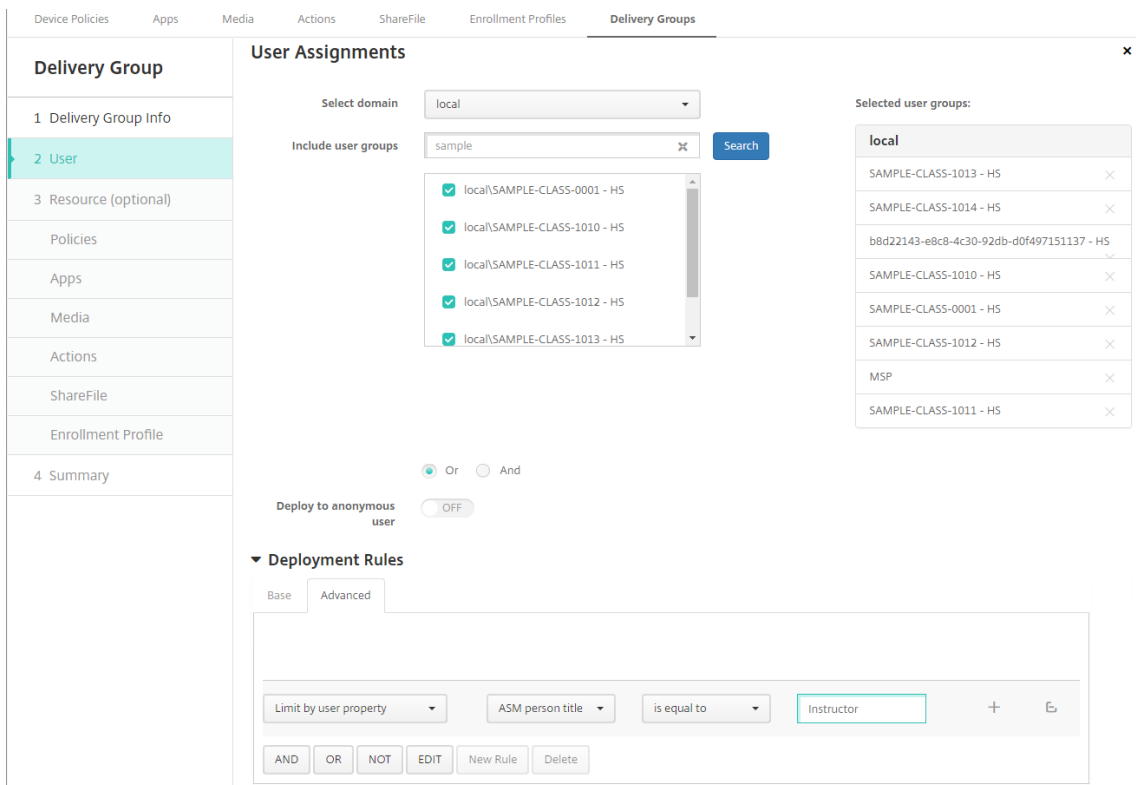 Device Policies Apps Media Actions ShareFile Enrollment Profiles Delivery Groups
Delivery Group
1 Delivery Group Info
2 User
3 Resource (optional)
Policies
Apps
Media
Actions
ShareFile
Enrollment Profile
4 Summary
User Assignments
Select domain local
Include user groups sample Search
local\SAMPLE-CLASS-0001 - HS
local\SAMPLE-CLASS-1010 - HS
local\SAMPLE-CLASS-1011 - HS
local\SAMPLE-CLASS-1012 - HS
local\SAMPLE-CLASS-1013 - HS
Selected user groups:
local
SAMPLE-CLASS-1013 - HS
SAMPLE-CLASS-1014 - HS
b8d22143-e8c8-4c30-92db-d0f497151137 - HS
SAMPLE-CLASS-1010 - HS
SAMPLE-CLASS-0001 - HS
SAMPLE-CLASS-1012 - HS
MSP
SAMPLE-CLASS-1011 - HS
Or And
Deploy to anonymous
user
OFF
Deployment Rules
Base Advanced
Limit by user property ASM person title is equal to Instructor
AND OR NOT EDIT New Rule Delete